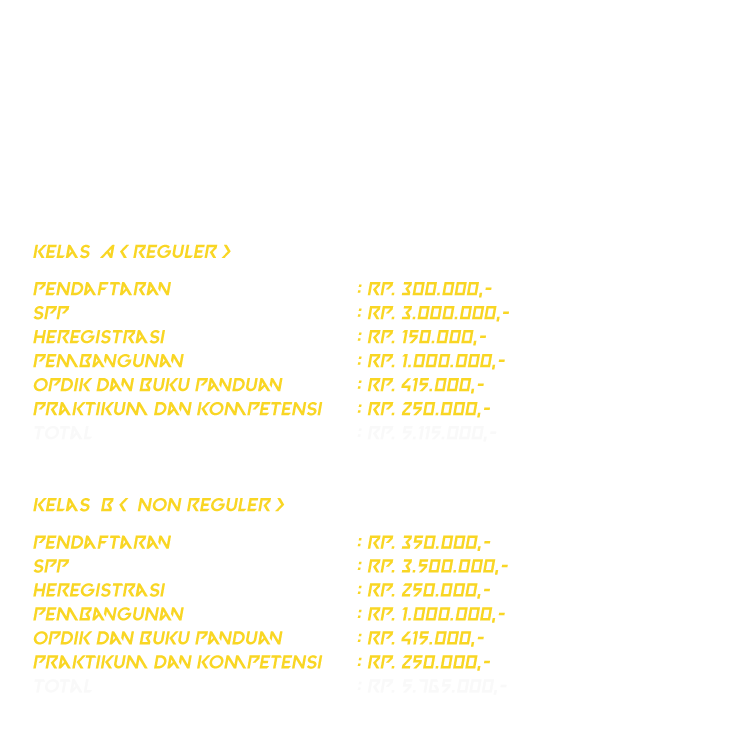 KELAS A ( REGULER )
PENDAFTARAN : RP. 300.000,-
SPP : RP. 3.000.000,-
HEREGISTRASI : RP. 150.000,-
PEMBANGUNAN : RP. 1.000.000,-
OPDIK DAN BUKU PANDUAN : RP. 415.000,-
PRAKTIKUM DAN KOMPETENSI : RP. 250.000,-
TOTAL : RP. 5.115.000,-
KELAS B ( NON REGULER )
PENDAFTARAN : RP. 350.000,-
SPP : RP. 3.500.000,-
HEREGISTRASI : RP. 250.000,-
PEMBANGUNAN : RP. 1.000.000,-
OPDIK DAN BUKU PANDUAN : RP. 415.000,-
PRAKTIKUM DAN KOMPETENSI : RP. 250.000,-
TOTAL : RP. 5.765.000,-